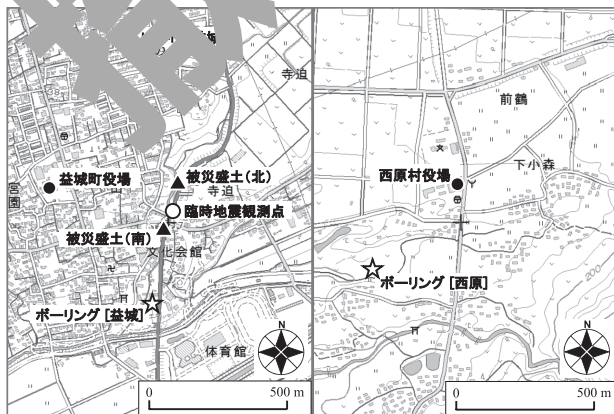 寺迫
益城町役場
宮園
被災盛土(北)
寺迫
臨時地震観測点
被災盛土(南)
文化会館
ボーリング [益城]
体育館
N
0
500 m
前鶴
下小森
西原村役場
ボーリング [西原]
200
N
0
500 m